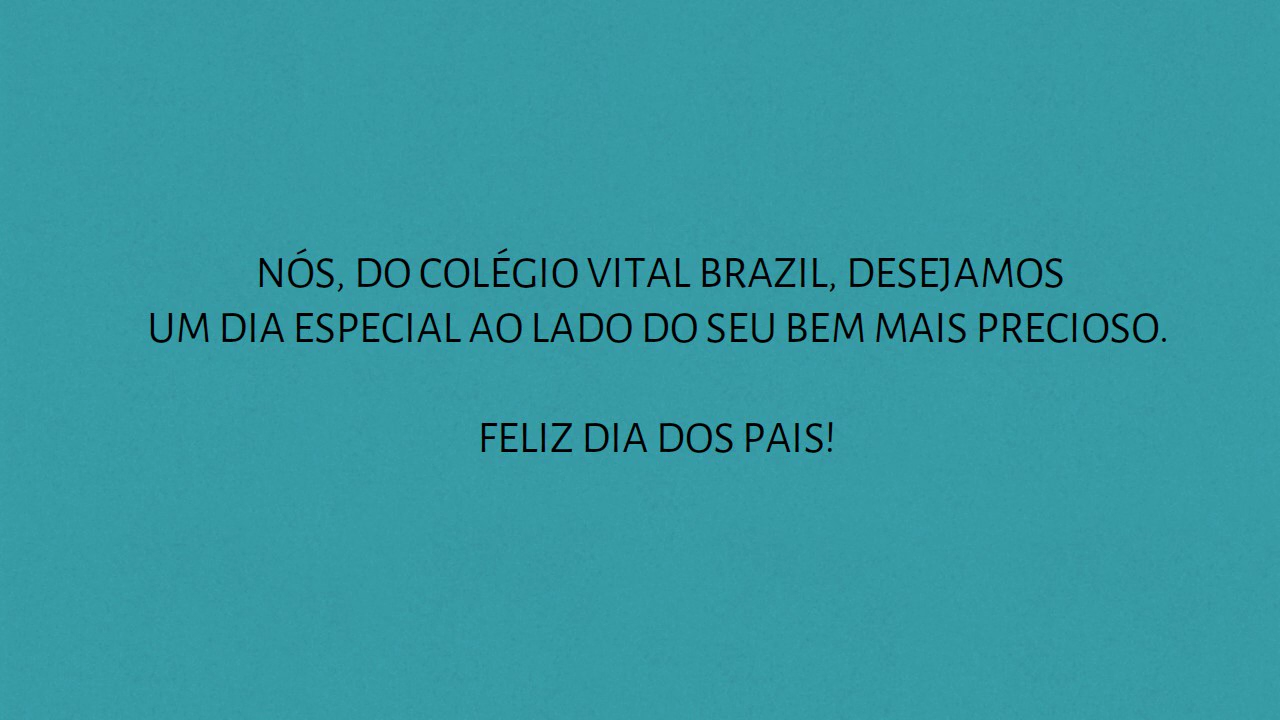 NÓS, DO COLÉGIO VITAL BRAZIL, DESEJAMOS
UM DIA ESPECIAL AO LADO DO SEU BEM MAIS PRECIOSO.
FELIZ DIA DOS PAIS!